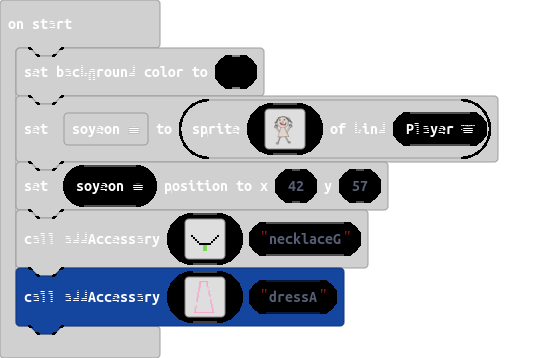 on start
set background color to
set soyeon to sprite of kind Player
set soyeon position to x 42 y 57
call addAccessory "necklaceG"
call addAccessory "dressA"